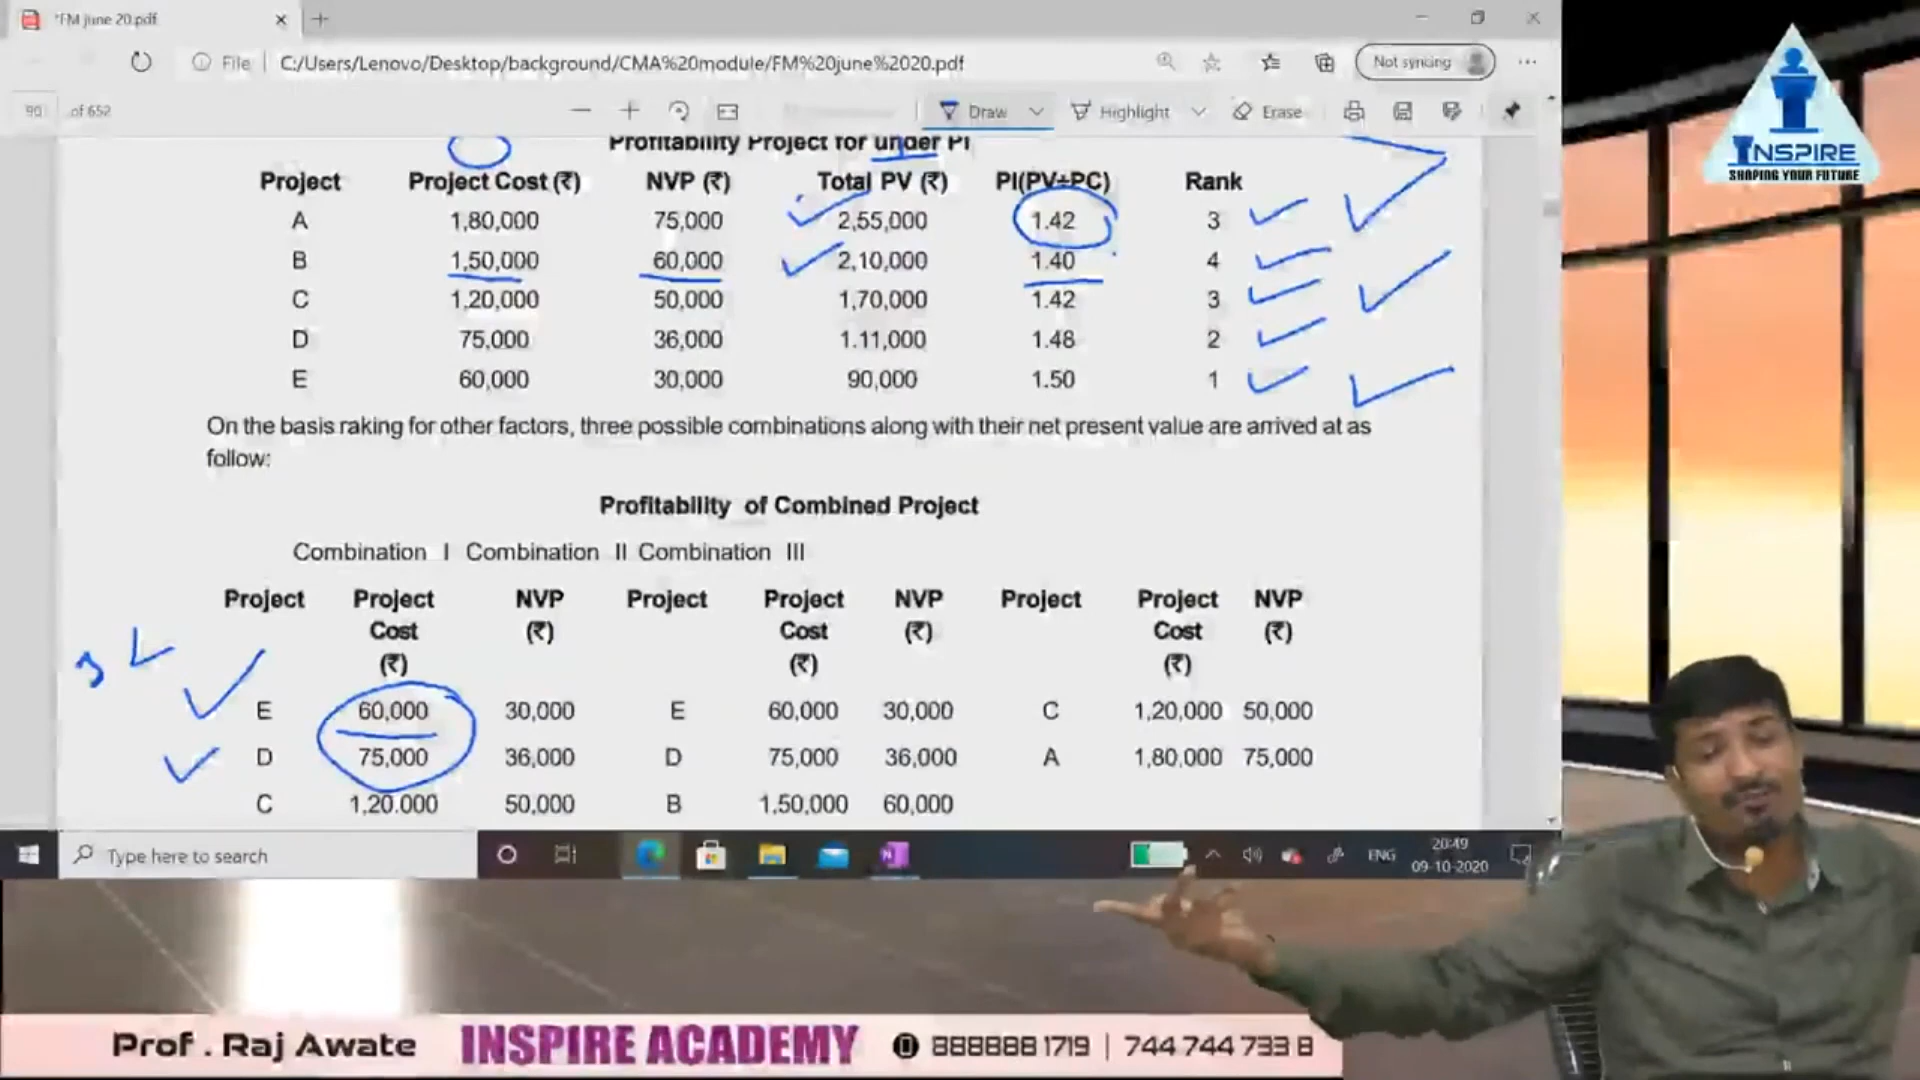 *FM june 20.pdf
File | C:/Users/Lenovo/Desktop/background/CMA%20module/FM%20june%2020.pdf
Not syncing
90 of 652
Draw Highlight Erase
Profitability Project for under PI
Project Project Cost (₹) NVP (₹) Total PV (₹) PI(PV÷PC) Rank
A 1,80,000 75,000 2,55,000 1.42 3
B 1,50,000 60,000 2,10,000 1.40 4
C 1,20,000 50,000 1,70,000 1.42 3
D 75,000 36,000 1.11,000 1.48 2
E 60,000 30,000 90,000 1.50 1
On the basis raking for other factors, three possible combinations along with their net present value are arrived at as
follow:
Profitability of Combined Project
Combination I Combination II Combination III
Project Project NVP Project Project NVP Project Project NVP
Cost (₹) Cost (₹) Cost (₹)
(₹) (₹) (₹)
E 60,000 30,000 E 60,000 30,000 C 1,20,000 50,000
D 75,000 36,000 D 75,000 36,000 A 1,80,000 75,000
C 1,20.000 50,000 B 1,50,000 60,000
Type here to search
ENG
20:49
09-10-2020
INSPIRE
SHAPING YOUR FUTURE
Prof . Raj Awate INSPIRE ACADEMY 888888 1719 | 744 744 733 8